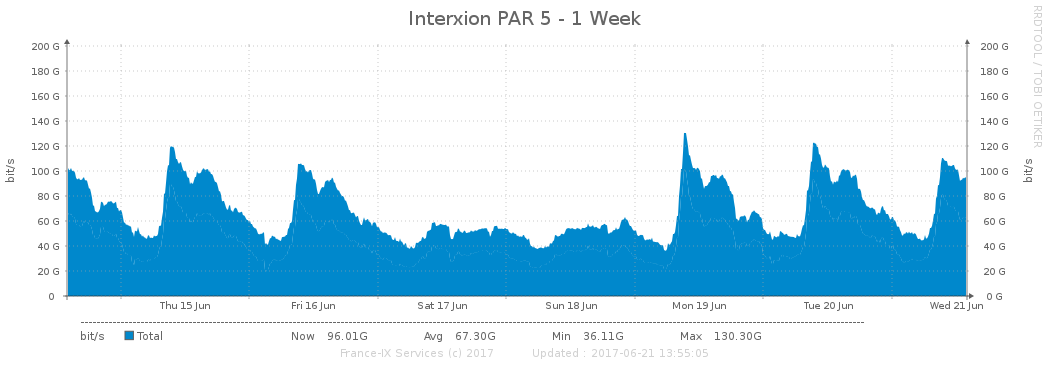 Interxion PAR 5 - 1 Week
RRDTOOL / TOBI OETIKER
200 G 200 G
180 G 180 G
160 G 160 G
140 G 140 G
120 G 120 G
100 G 100 G
80 G 80 G
60 G 60 G
40 G 40 G
20 G 20 G
0 0 G
bit/s bit/s
Thu 15 Jun Fri 16 Jun Sat 17 Jun Sun 18 Jun Mon 19 Jun Tue 20 Jun Wed 21 Jun
bit/s Total Now 96.01G Avg 67.30G Min 36.11G Max 130.30G
France-IX Services (c) 2017 Updated : 2017-06-21 13:55:05